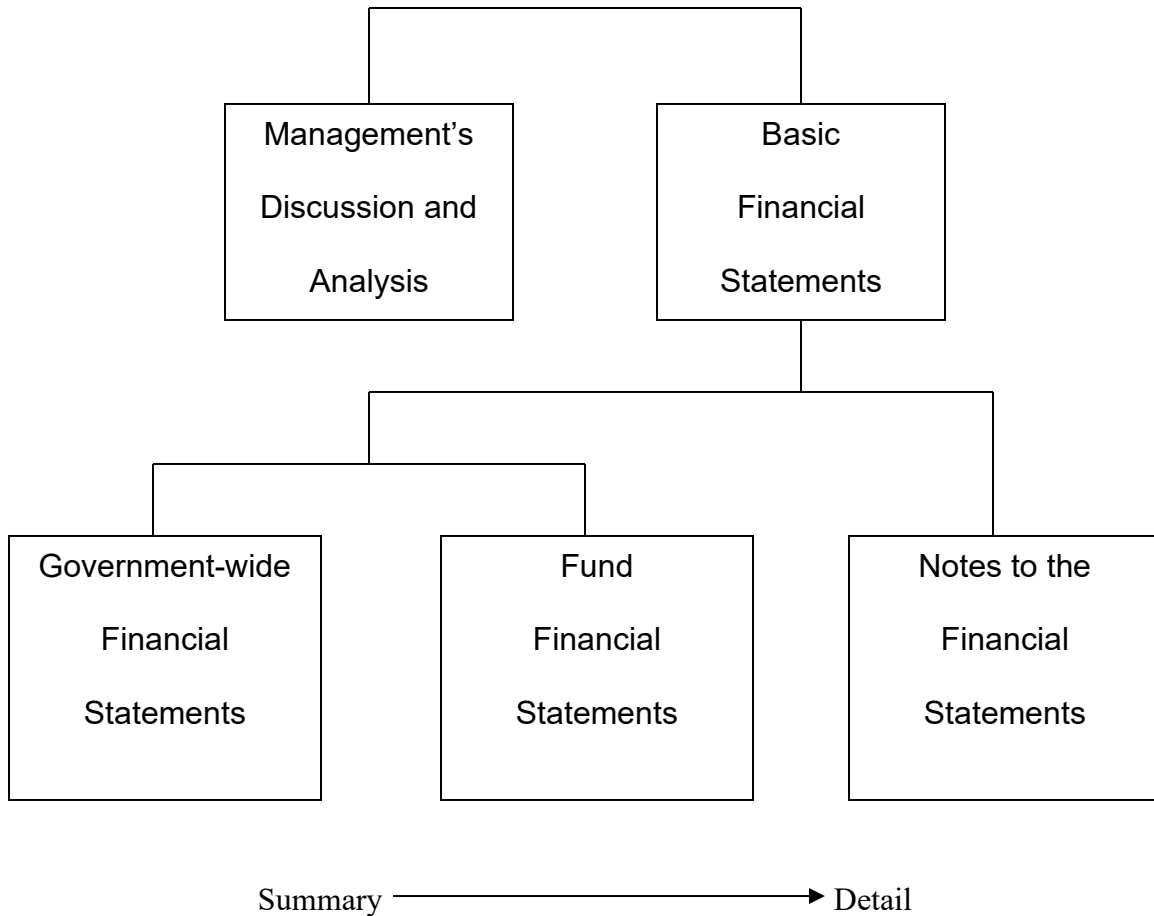 Management’s
Discussion and
Analysis
Basic
Financial
Statements
Government-wide
Financial
Statements
Fund
Financial
Statements
Notes to the
Financial
Statements
Summary
Detail